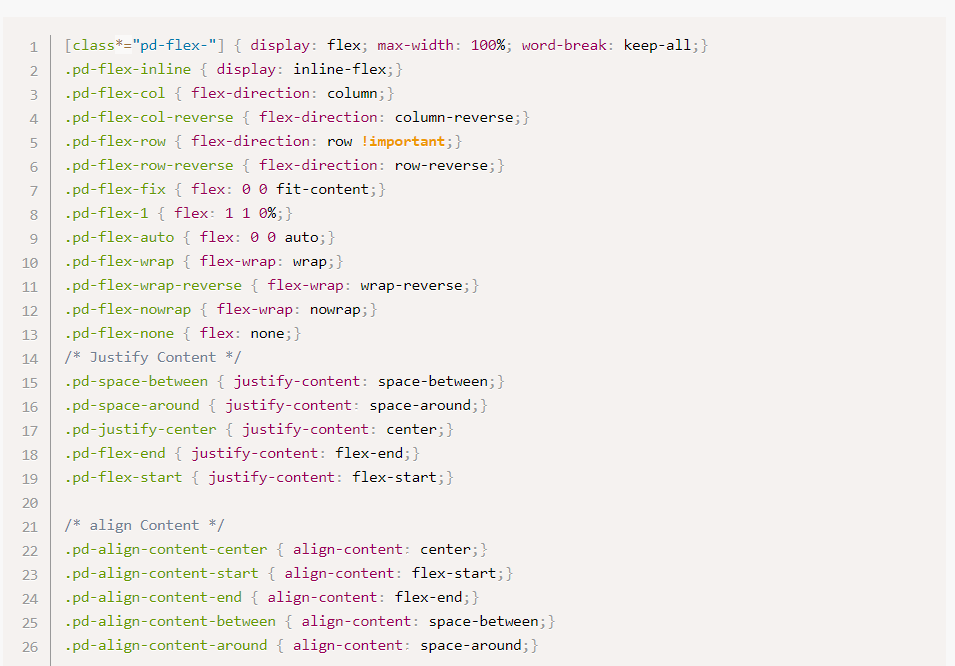 1 [class*="pd-flex-"] { display: flex; max-width: 100%; word-break: keep-all;}
2 .pd-flex-inline { display: inline-flex;}
3 .pd-flex-col { flex-direction: column;}
4 .pd-flex-col-reverse { flex-direction: column-reverse;}
5 .pd-flex-row { flex-direction: row !important;}
6 .pd-flex-row-reverse { flex-direction: row-reverse;}
7 .pd-flex-fix { flex: 0 0 fit-content;}
8 .pd-flex-1 { flex: 1 1 0%;}
9 .pd-flex-auto { flex: 0 0 auto;}
10 .pd-flex-wrap { flex-wrap: wrap;}
11 .pd-flex-wrap-reverse { flex-wrap: wrap-reverse;}
12 .pd-flex-nowrap { flex-wrap: nowrap;}
13 .pd-flex-none { flex: none;}
14 /* Justify Content */
15 .pd-space-between { justify-content: space-between;}
16 .pd-space-around { justify-content: space-around;}
17 .pd-justify-center { justify-content: center;}
18 .pd-flex-end { justify-content: flex-end;}
19 .pd-flex-start { justify-content: flex-start;}
20
21 /* align Content */
22 .pd-align-content-center { align-content: center;}
23 .pd-align-content-start { align-content: flex-start;}
24 .pd-align-content-end { align-content: flex-end;}
25 .pd-align-content-between { align-content: space-between;}
26 .pd-align-content-around { align-content: space-around;}